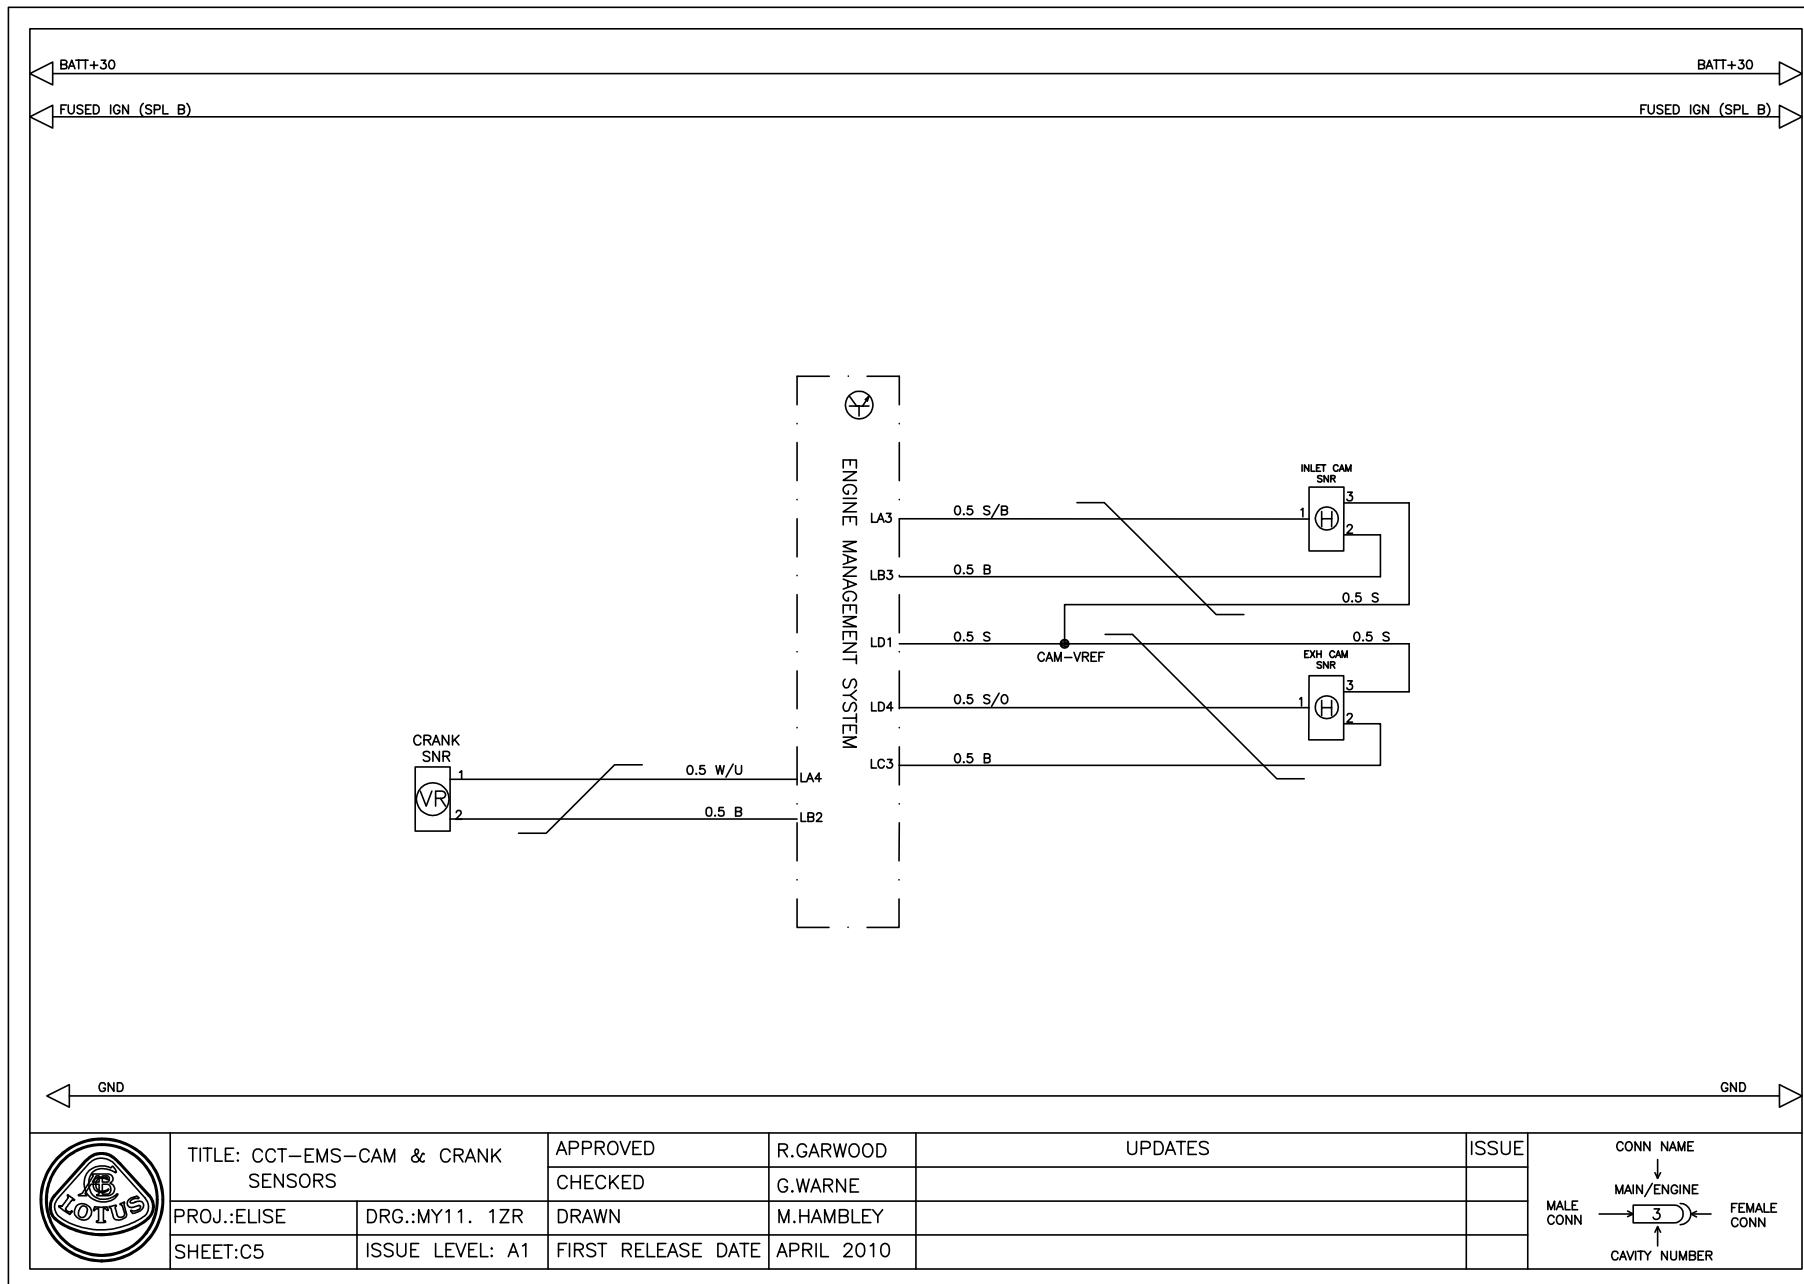 BATT+30
BATT+30
FUSED IGN (SPL B)
FUSED IGN (SPL B)
ENGINE MANAGEMENT SYSTEM
INLET CAM
SNR
3
1
H
2
LA3
0.5 S/B
LB3
0.5 B
0.5 S
LD1
0.5 S
0.5 S
CAM-VREF
EXH CAM
SNR
3
1
H
2
LD4
0.5 S/O
LC3
0.5 B
CRANK
SNR
VR
1
0.5 W/U
LA4
2
0.5 B
LB2
GND
GND
LOTUS
TITLE: CCT-EMS-CAM & CRANK
SENSORS
PROJ.:ELISE
DRG.:MY11. 1ZR
SHEET:C5
ISSUE LEVEL: A1
APPROVED
R.GARWOOD
CHECKED
G.WARNE
DRAWN
M.HAMBLEY
FIRST RELEASE DATE
APRIL 2010
UPDATES
ISSUE
CONN NAME
MAIN/ENGINE
MALE
CONN
3
FEMALE
CONN
CAVITY NUMBER